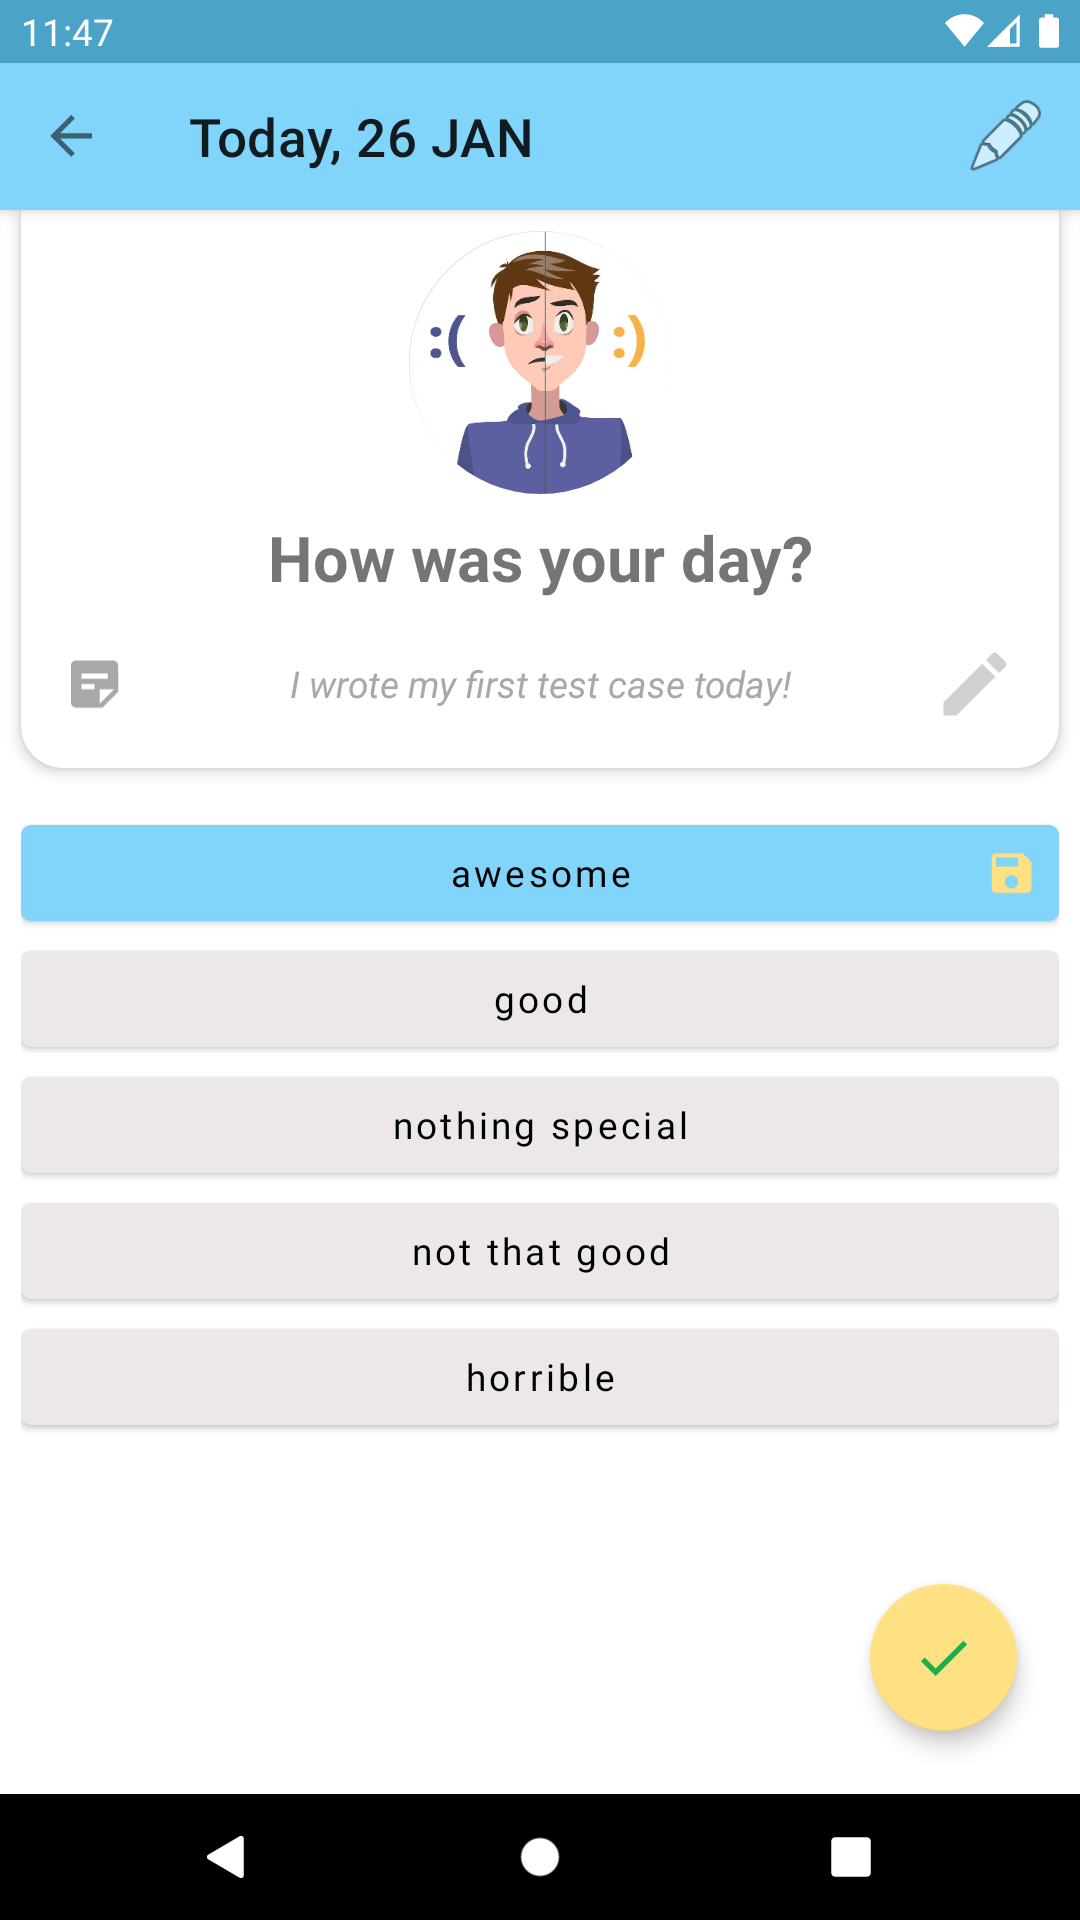 11:47
Today, 26 JAN
:( :)
How was your day?
I wrote my first test case today!
awesome
good
nothing special
not that good
horrible